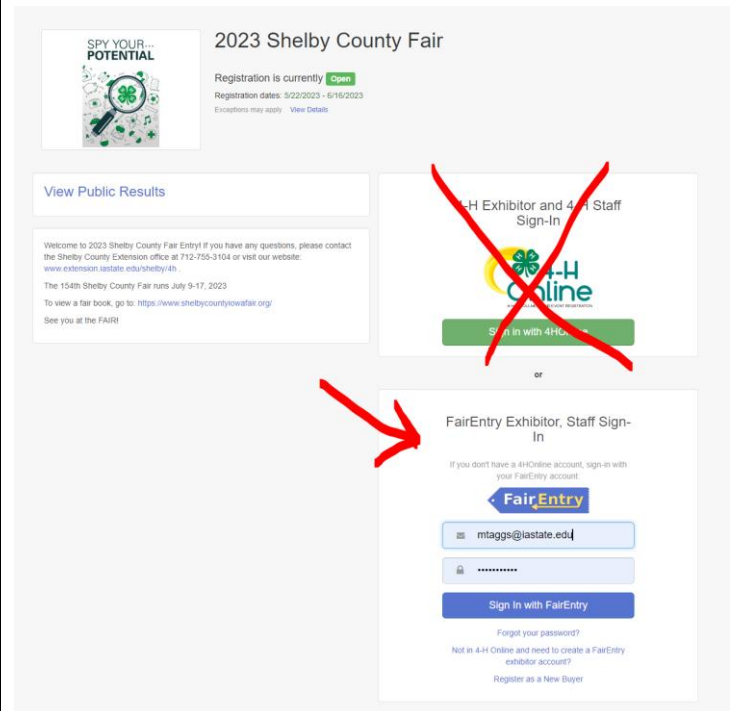 SPY YOUR...
POTENTIAL
2023 Shelby County Fair
Registration is currently Open
Registration dates: 5/22/2023 - 6/16/2023
Exceptions may apply View Details
View Public Results
Welcome to 2023 Shelby County Fair Entry! If you have any questions, please contact
the Shelby County Extension office at 712-755-3104 or visit our website:
www.extension.iastate.edu/shelby/4h .
The 154th Shelby County Fair runs July 9-17, 2023
To view a fair book, go to: https://www.shelbycountyiowafair.org/
See you at the FAIR!
4-H Exhibitor and 4-H Staff
Sign-In
4-H
Online
Sign in with 4HOnline
or
FairEntry Exhibitor, Staff Sign-
In
If you don't have a 4HOnline account, sign-in with
your FairEntry account.
FairEntry
mtaggs@iastate.edu
•••••••••••
Sign In with FairEntry
Forgot your password?
Not in 4-H Online and need to create a FairEntry
exhibitor account?
Register as a New Buyer